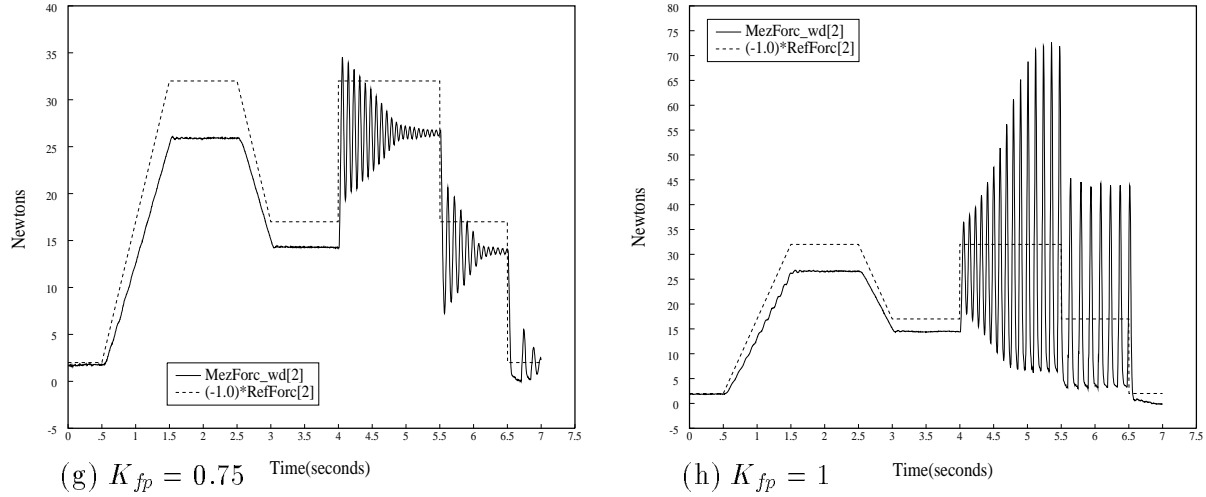 40
35
30
25
20
15
10
5
0
-5
Newtons
MezForc_wd[2]
(-1.0)*RefForc[2]
0 .5 1 1.5 2 2.5 3 3.5 4 4.5 5 5.5 6 6.5 7 7.5
Time(seconds)
(g) K_{fp} = 0.75
80
75
70
65
60
55
50
45
40
35
30
25
20
15
10
5
0
-5
Newtons
MezForc_wd[2]
(-1.0)*RefForc[2]
0 .5 1 1.5 2 2.5 3 3.5 4 4.5 5 5.5 6 6.5 7 7.5
Time(seconds)
(h) K_{fp} = 1